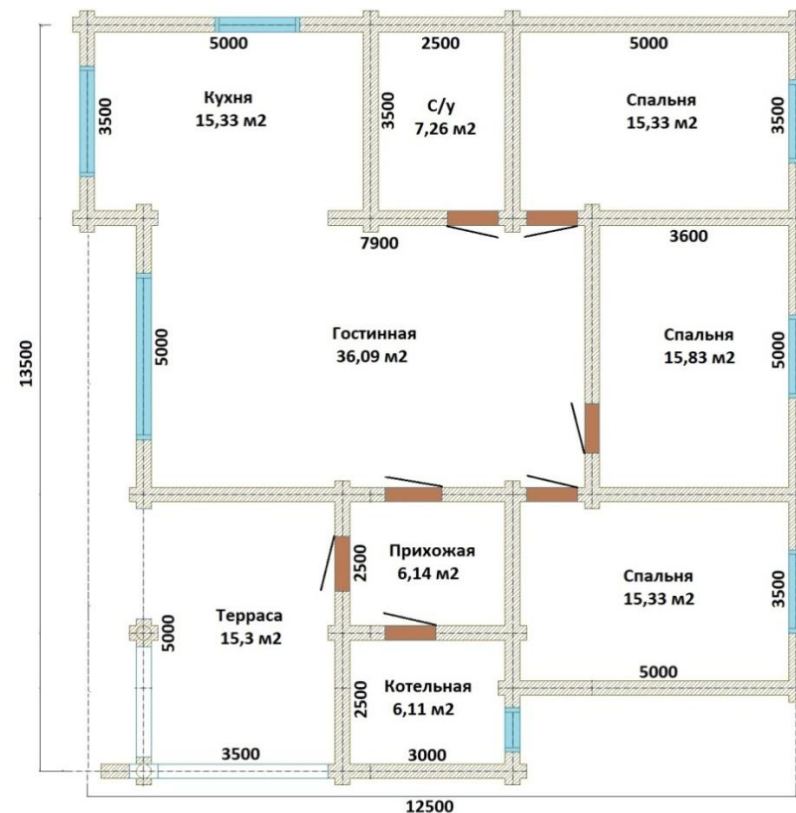 5000
2500
5000
Кухня
15,33 м2
3500
3500
С/у
7,26 м2
Спальня
15,33 м2
3500
7900
3600
Гостинная
36,09 м2
5000
Спальня
15,83 м2
5000
13500
Прихожая
6,14 м2
2500
Спальня
15,33 м2
3500
Терраса
15,3 м2
5000
5000
Котельная
6,11 м2
2500
3500
3000
12500